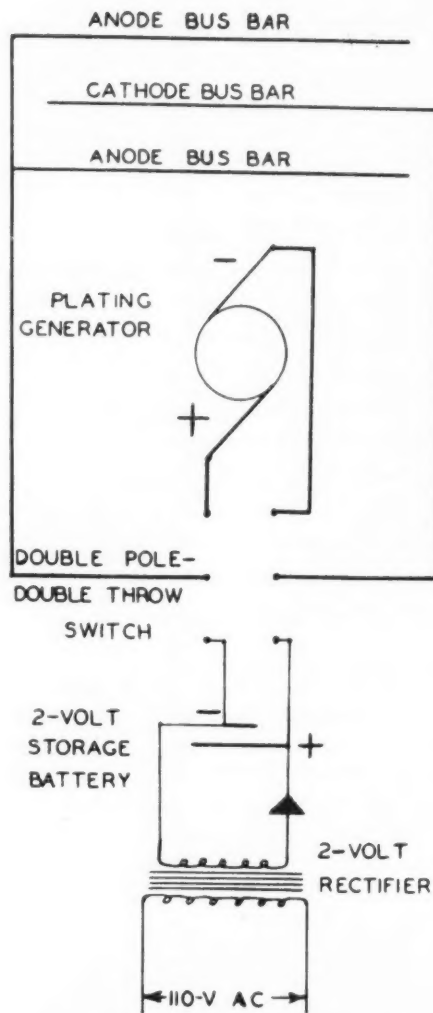 ANODE BUS BAR
CATHODE BUS BAR
ANODE BUS BAR
−
PLATING
GENERATOR
+
DOUBLE POLE-
DOUBLE THROW
SWITCH
−
2-VOLT
STORAGE
BATTERY
+
2-VOLT
RECTIFIER
110-V AC